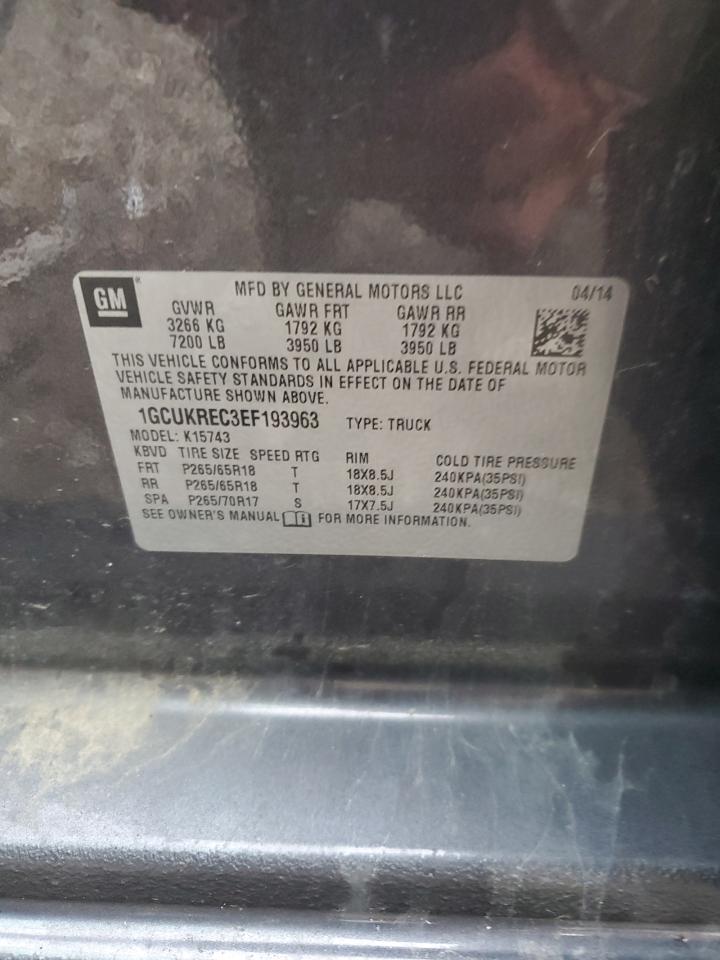 GM® MFD BY GENERAL MOTORS LLC 04/14
GVWR GAWR FRT GAWR RR
3266 KG 1792 KG 1792 KG
7200 LB 3950 LB 3950 LB
THIS VEHICLE CONFORMS TO ALL APPLICABLE U.S. FEDERAL MOTOR
VEHICLE SAFETY STANDARDS IN EFFECT ON THE DATE OF
MANUFACTURE SHOWN ABOVE.
1GCUKREC3EF193963 TYPE: TRUCK
MODEL: K15743
KBVD TIRE SIZE SPEED RTG RIM COLD TIRE PRESSURE
FRT P265/65R18 T 18X8.5J 240KPA(35PSI)
RR P265/65R18 T 18X8.5J 240KPA(35PSI)
SPA P265/70R17 S 17X7.5J 240KPA(35PSI)
SEE OWNER'S MANUAL i FOR MORE INFORMATION.